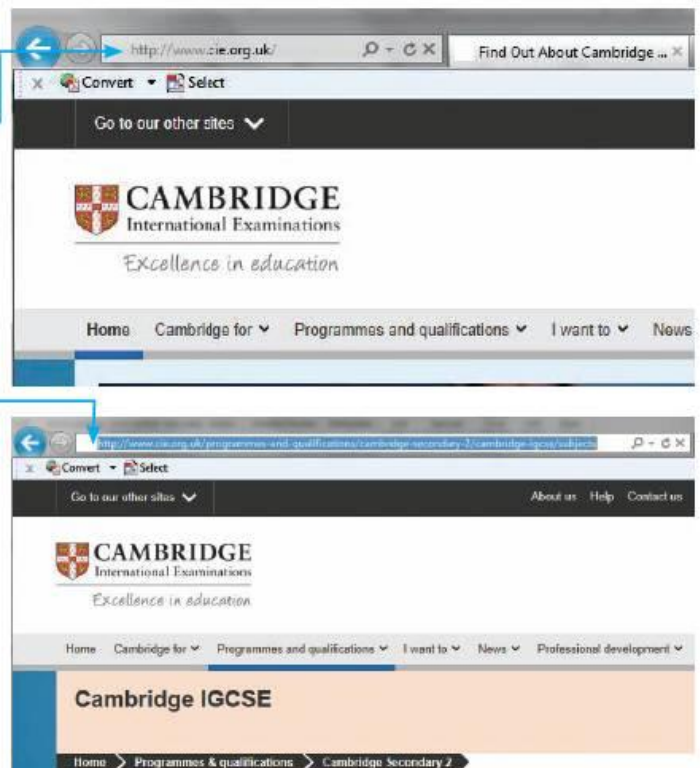 http://www.cie.org.uk/
Find Out About Cambridge ...
Convert Select
Go to our other sites
CAMBRIDGE
International Examinations
Excellence in education
Home Cambridge for Programmes and qualifications I want to News
http://www.cie.org.uk/programmes-and-qualifications/cambridge-secondary-2/cambridge-igcse/subjects
Convert Select
Go to our other sites About us Help Contact us
CAMBRIDGE
International Examinations
Excellence in education
Home Cambridge for Programmes and qualifications I want to News Professional development
Cambridge IGCSE
Home Programmes & qualifications Cambridge Secondary 2